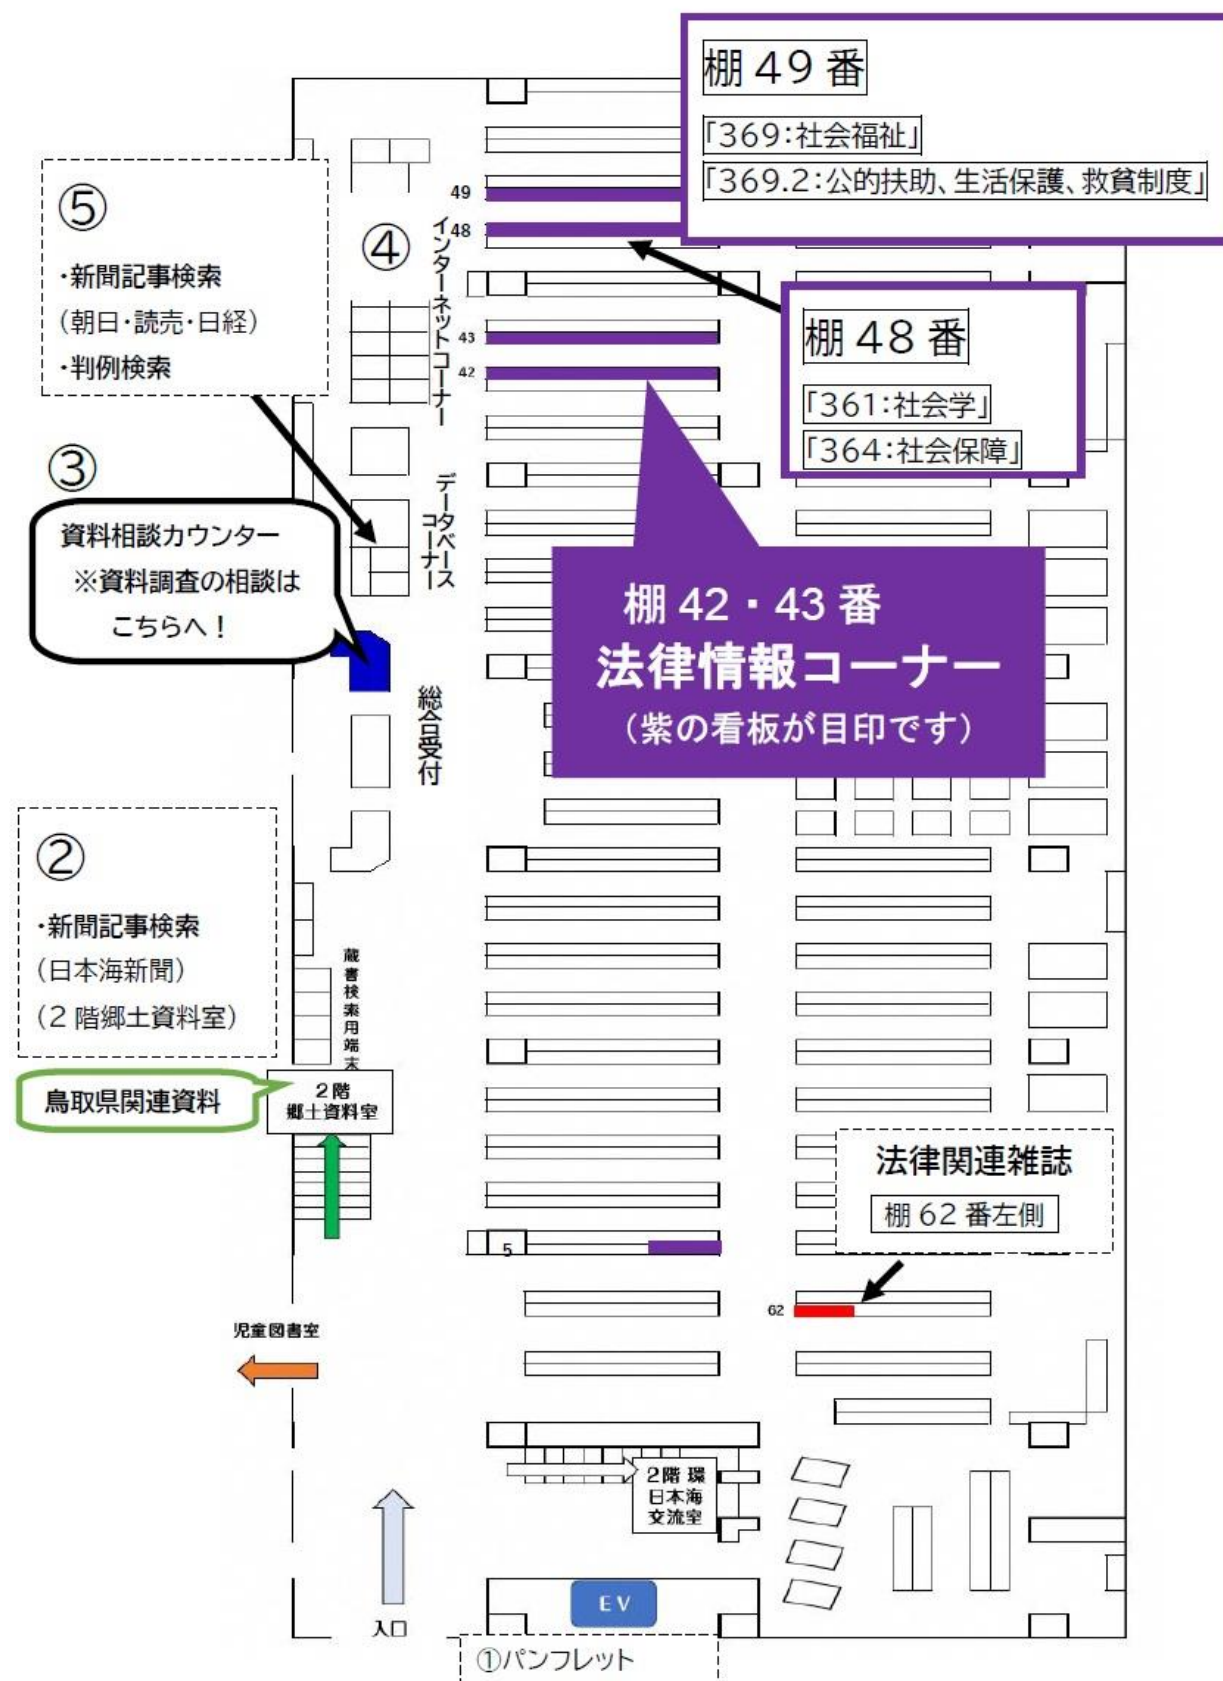 棚 49 番
「369:社会福祉」
「369.2:公的扶助、生活保護、救貧制度」
⑤
・新聞記事検索
(朝日・読売・日経)
・判例検索
49
48
④
インターネットコーナー
43
42
棚 48 番
「361:社会学」
「364:社会保障」
③
資料相談カウンター
※資料調査の相談は
こちらへ!
データベース
コーナー
棚 42・43 番
法律情報コーナー
(紫の看板が目印です)
総合受付
②
・新聞記事検索
(日本海新聞)
(2 階郷土資料室)
蔵書検索用端末
鳥取県関連資料
2階
郷土資料室
法律関連雑誌
棚 62 番左側
5
62
児童図書室
2階 環
日本海
交流室
入口
EV
①パンフレット